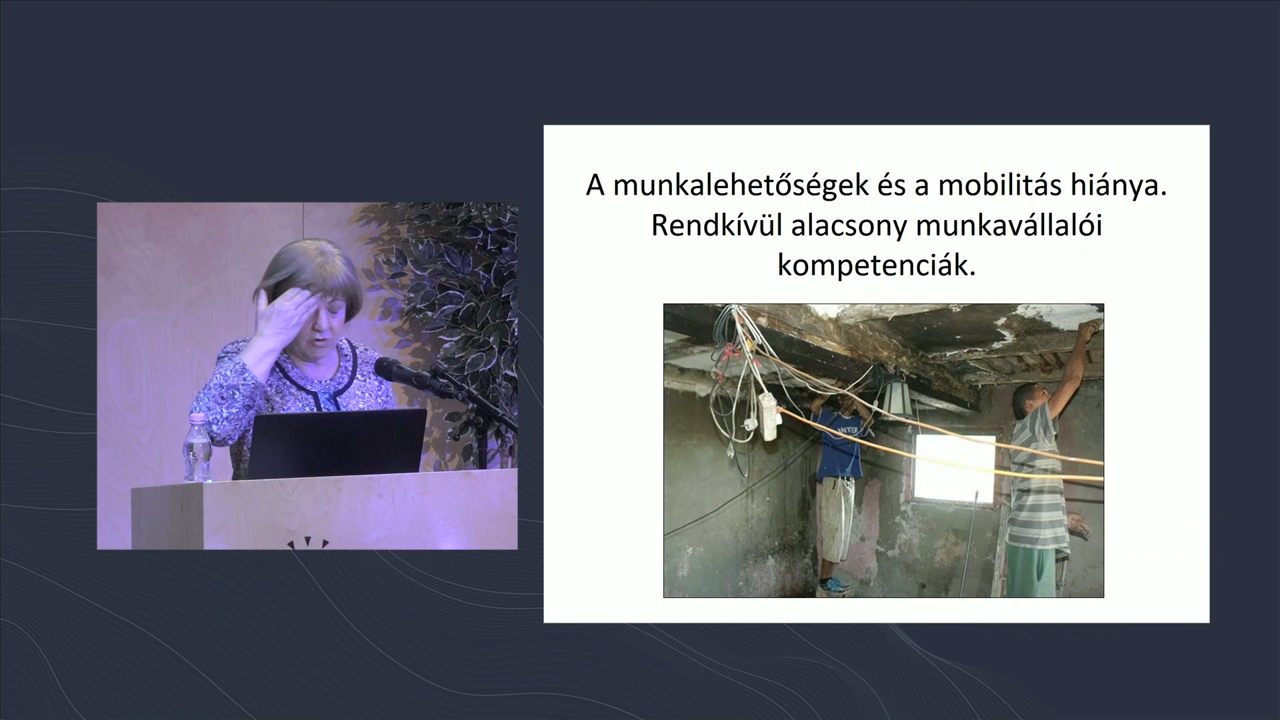 A munkalehetőségek és a mobilitás hiánya.
Rendkívül alacsony munkavállalói
kompetenciák.